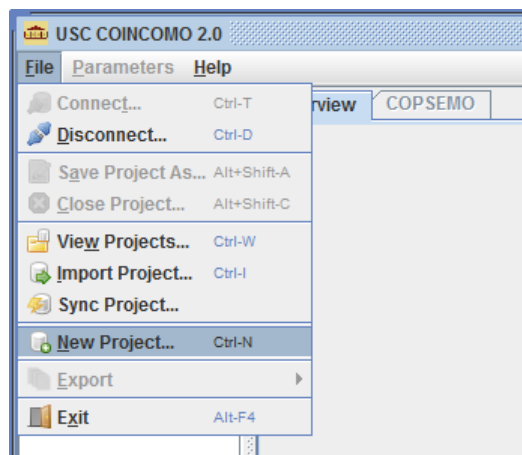 USC COINCOMO 2.0
File Parameters Help
Connect... Ctrl-T
rview COPSEMO
Disconnect... Ctrl-D
Save Project As... Alt+Shift-A
Close Project... Alt+Shift-C
View Projects... Ctrl-W
Import Project... Ctrl-I
Sync Project...
New Project... Ctrl-N
Export
Exit Alt-F4